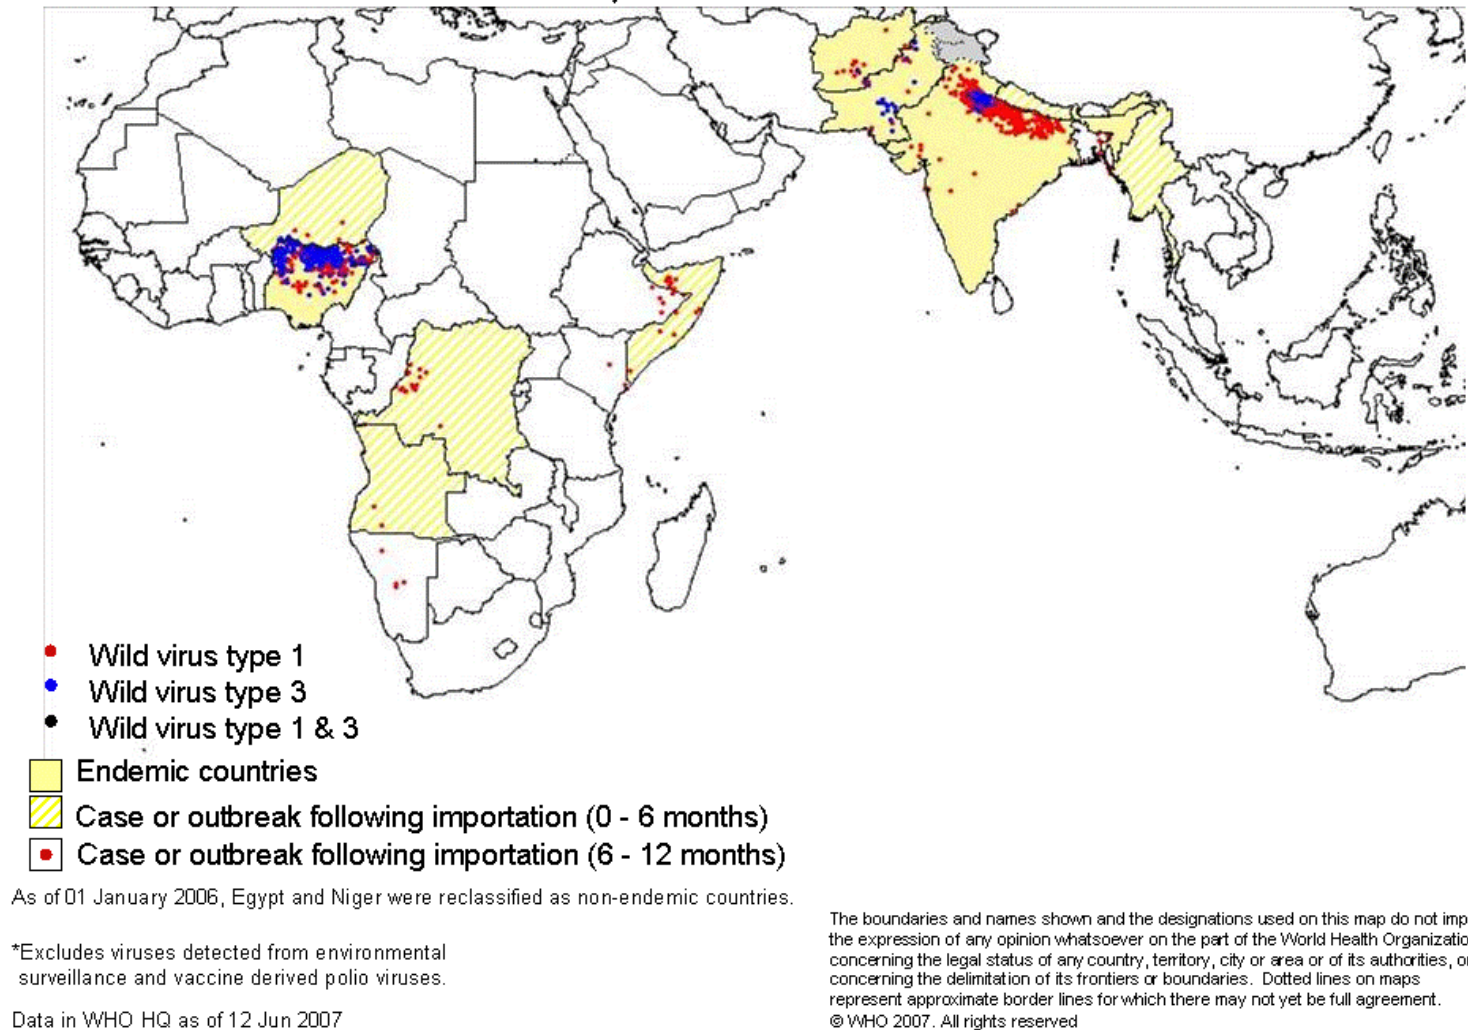 Wild virus type 1
Wild virus type 3
Wild virus type 1 & 3
Endemic countries
Case or outbreak following importation (0 - 6 months)
Case or outbreak following importation (6 - 12 months)
As of 01 January 2006, Egypt and Niger were reclassified as non-endemic countries.
*Excludes viruses detected from environmental
surveillance and vaccine derived polio viruses.
Data in WHO HQ as of 12 Jun 2007
The boundaries and names shown and the designations used on this map do not imp
the expression of any opinion whatsoever on the part of the World Health Organizatio
concerning the legal status of any country, territory, city or area or of its authorities, o
concerning the delimitation of its frontiers or boundaries. Dotted lines on maps
represent approximate border lines for which there may not yet be full agreement.
© WHO 2007. All rights reserved